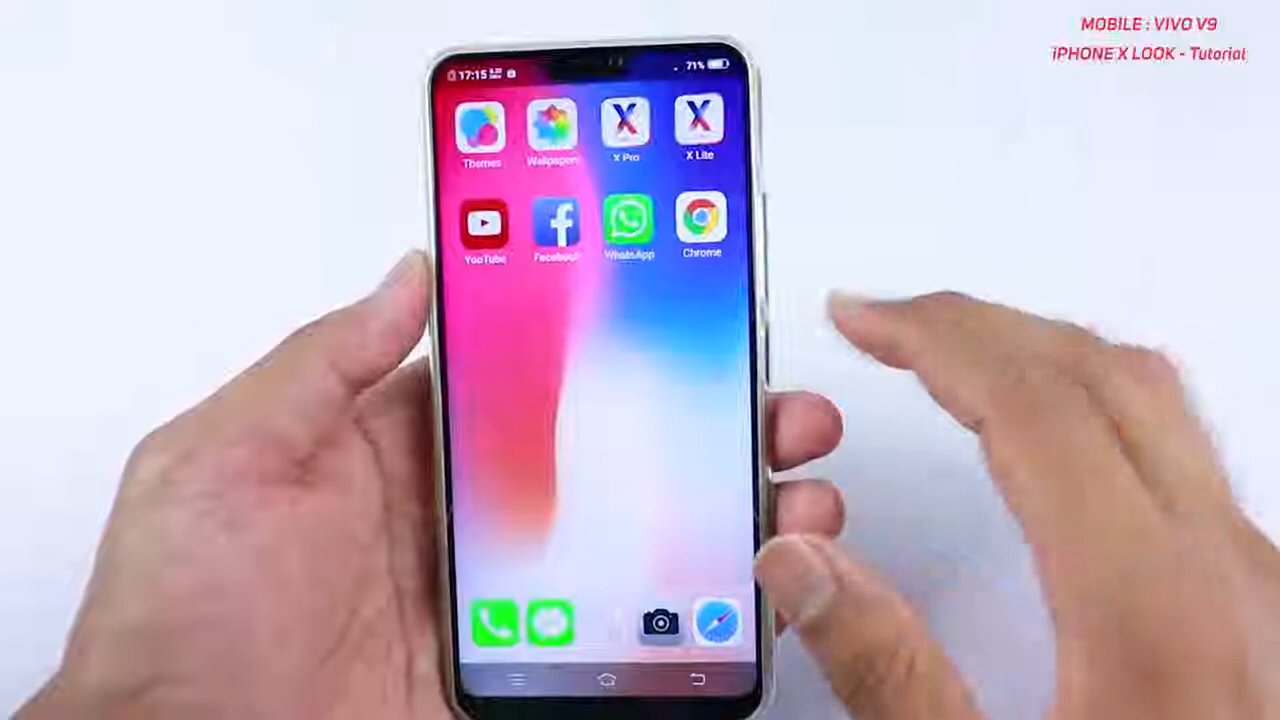 MOBILE : VIVO V9
iPHONE X LOOK - Tutorial
17:15
71%
Themes Wallpapers X Pro X Lite
YouTube Facebook WhatsApp Chrome